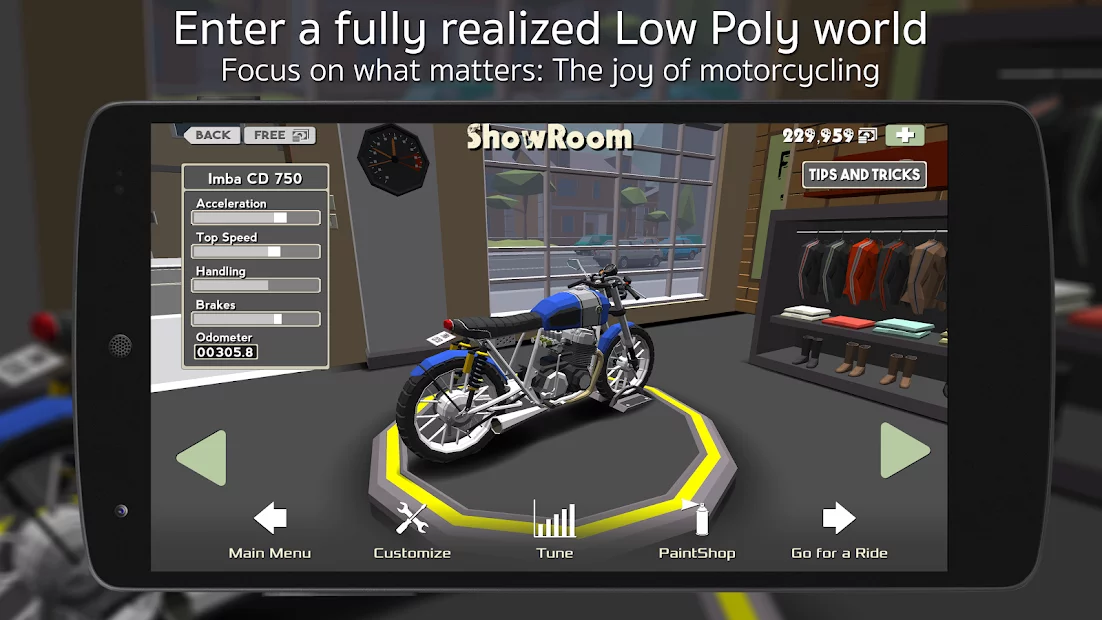 Enter a fully realized Low Poly world
Focus on what matters: The joy of motorcycling
BACK
FREE
ShowRoom
229,959
TIPS AND TRICKS
Imba CD 750
Acceleration
Top Speed
Handling
Brakes
Odometer
00305.8
Main Menu
Customize
Tune
PaintShop
Go for a Ride